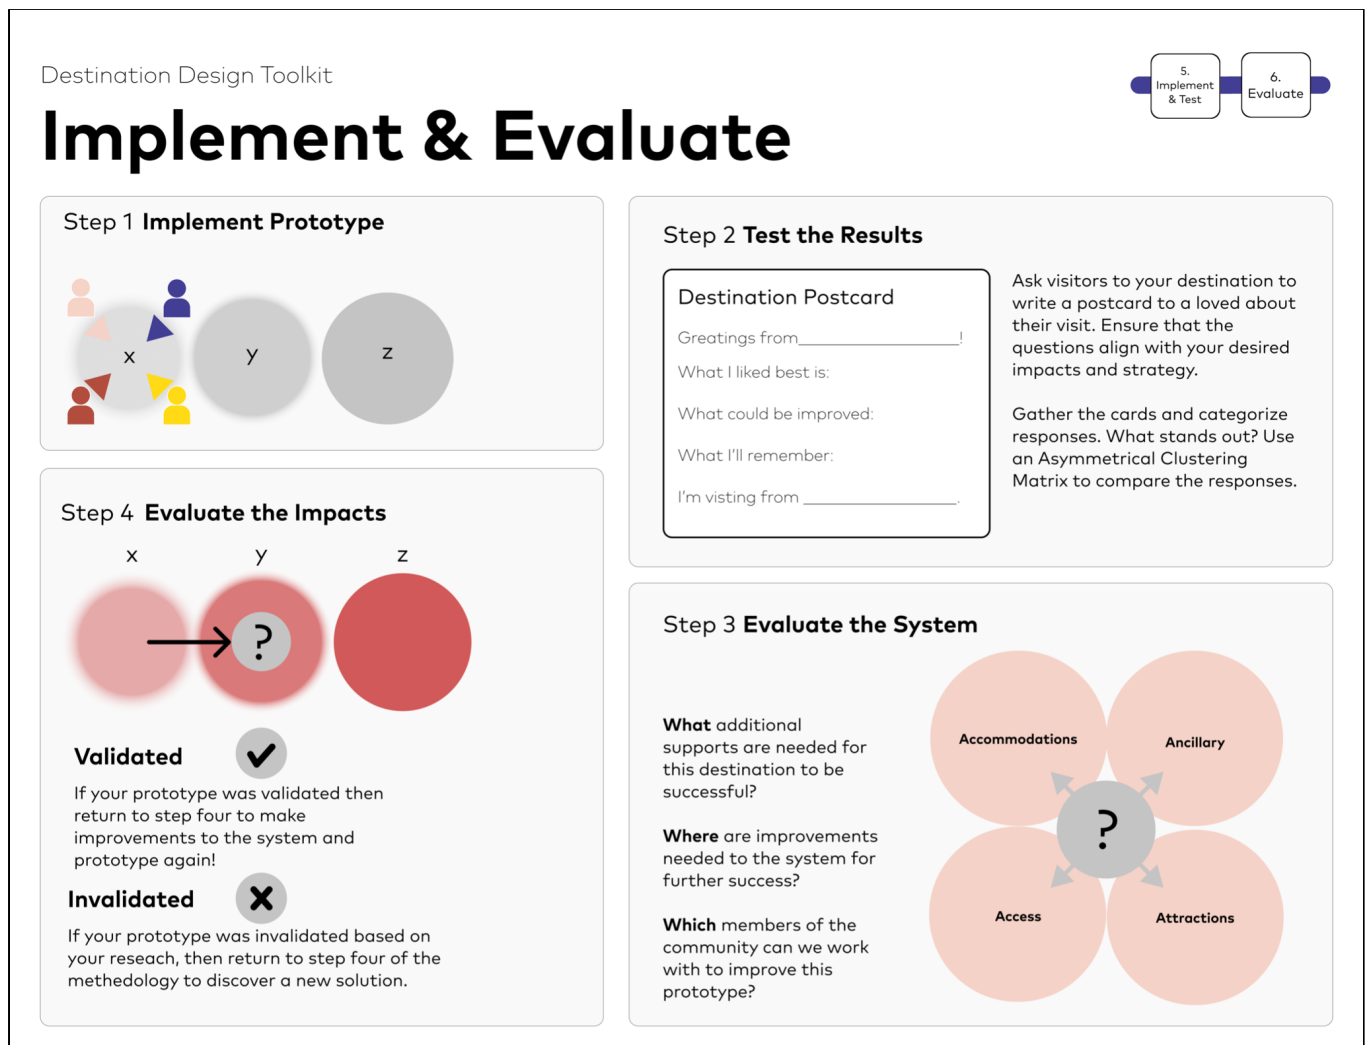 Destination Design Toolkit
Implement & Evaluate
5.
Implement
& Test
6.
Evaluate
Step 1 Implement Prototype
x
y
z
Step 2 Test the Results
Destination Postcard
Greetings from_________________!
What I liked best is:
What could be improved:
What I'll remember:
I'm visting from ________________.
Ask visitors to your destination to
write a postcard to a loved about
their visit. Ensure that the
questions align with your desired
impacts and strategy.
Gather the cards and categorize
responses. What stands out? Use
an Asymmetrical Clustering
Matrix to compare the responses.
Step 3 Evaluate the System
What additional
supports are needed for
this destination to be
successful?
Where are improvements
needed to the system for
further success?
Which members of the
community can we work
with to improve this
prototype?
Accommodations
Ancillary
?
Access
Attractions
Step 4 Evaluate the Impacts
x
y
z
?
Validated
If your prototype was validated then
return to step four to make
improvements to the system and
prototype again!
Invalidated
If your prototype was invalidated based on
your reseach, then return to step four of the
methedology to discover a new solution.